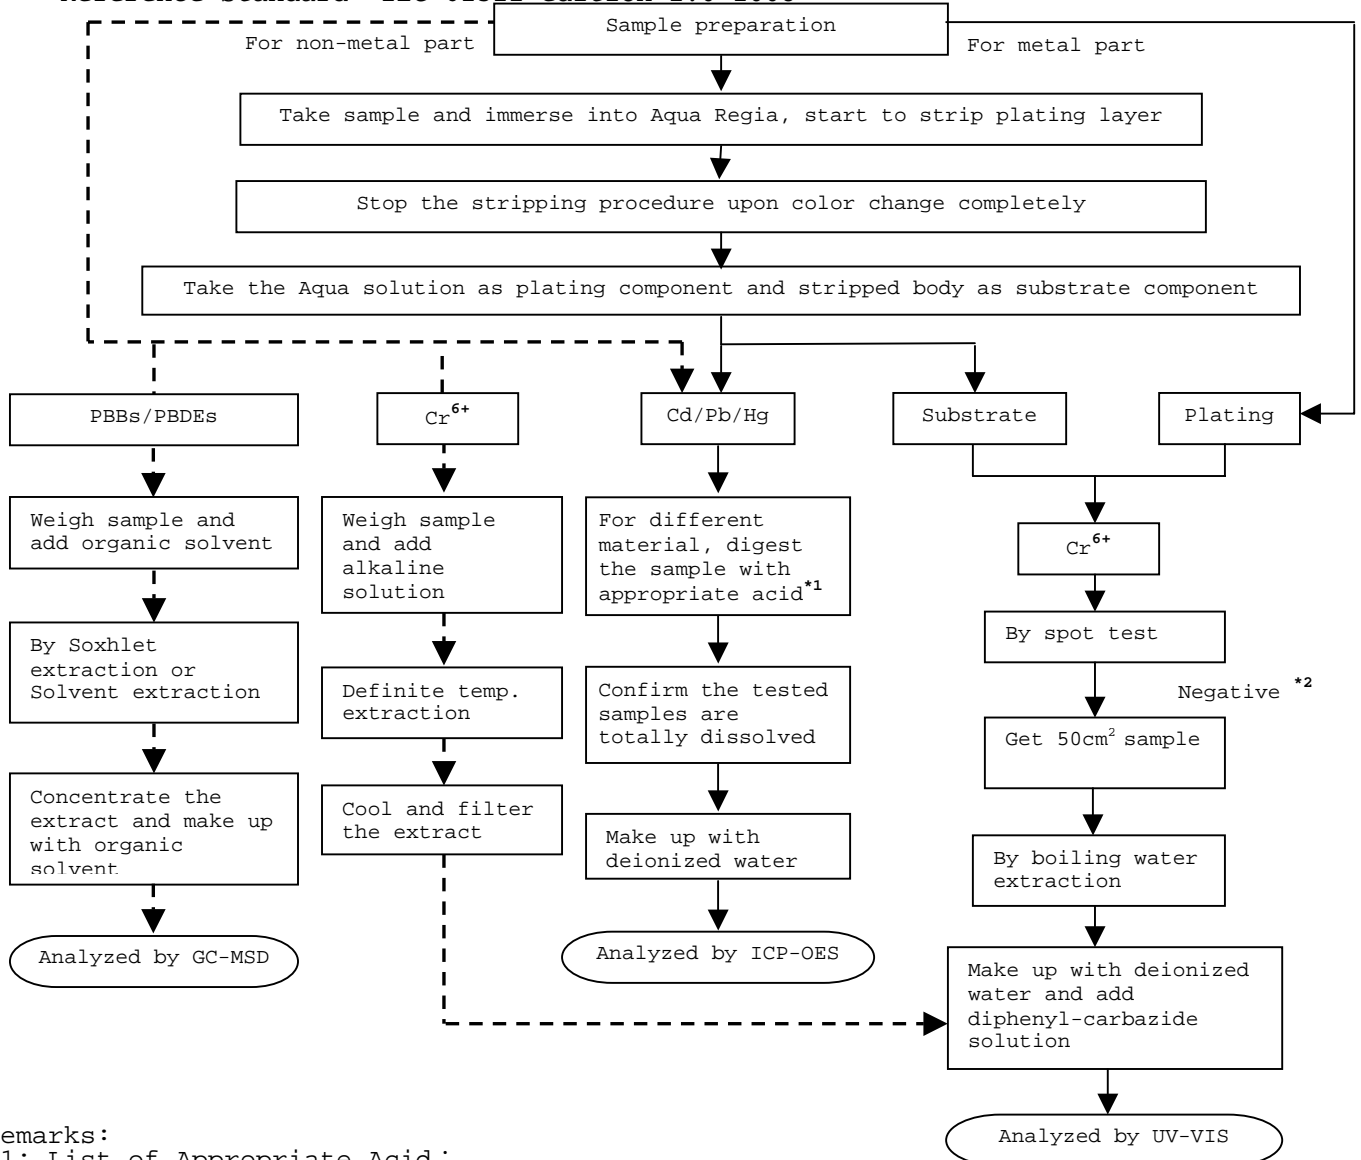 Sample preparation
For non-metal part
For metal part
Take sample and immerse into Aqua Regia, start to strip plating layer
Stop the stripping procedure upon color change completely
Take the Aqua solution as plating component and stripped body as substrate component
PBBs/PBDEs
Cr6+
Cd/Pb/Hg
Substrate
Plating
Weigh sample and
add organic solvent
Weigh sample
and add
alkaline
solution
For different
material, digest
the sample with
appropriate acid*1
Cr6+
By Soxhlet
extraction or
Solvent extraction
Definite temp.
extraction
Confirm the tested
samples are
totally dissolved
By spot test
Negative *2
Get 50cm2 sample
Concentrate the
extract and make up
with organic
solvent
Cool and filter
the extract
Make up with
deionized water
By boiling water
extraction
Analyzed by GC-MSD
Analyzed by ICP-OES
Make up with deionized
water and add
diphenyl-carbazide
solution
Analyzed by UV-VIS
emarks:
1: List of Appropriate Acid: